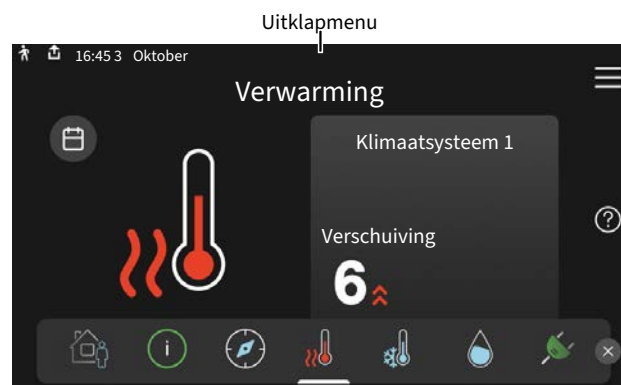 Uitklapmenu
16:45 3 Oktober
Verwarming
Klimaatsysteem 1
Verschuiving
6
i
?